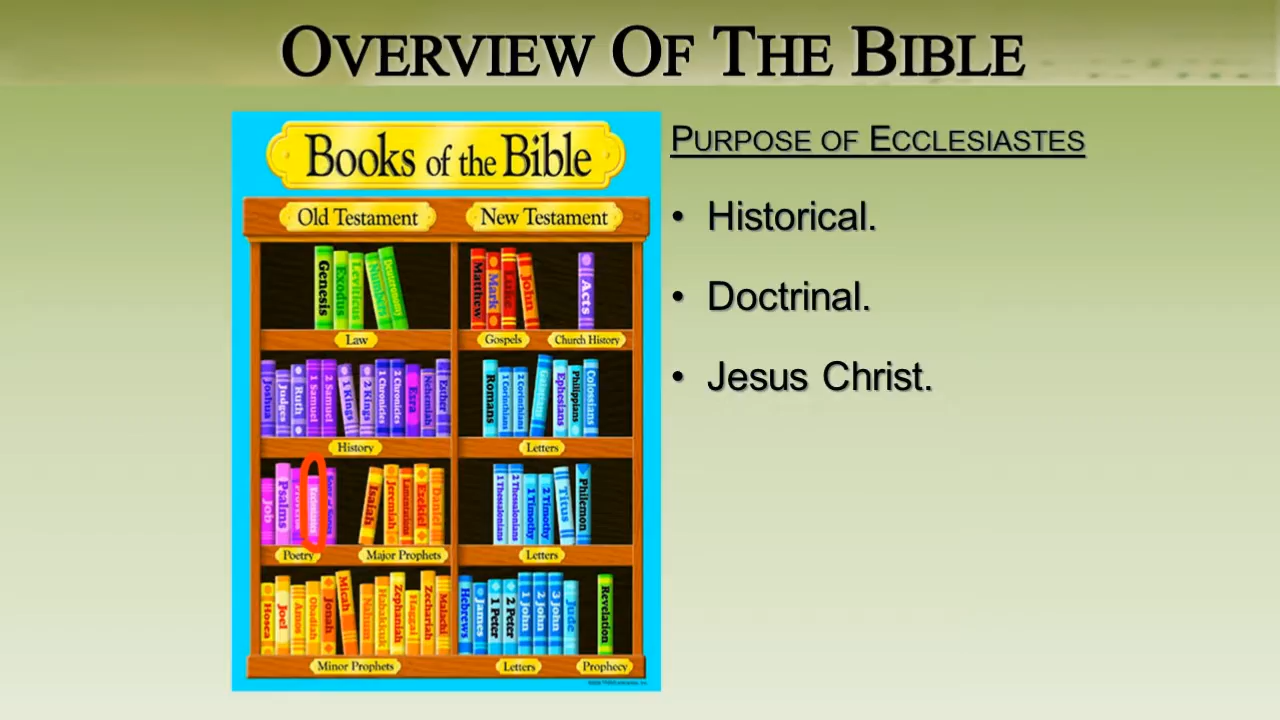 OVERVIEW OF THE BIBLE
Books of the Bible
Old Testament
New Testament
Genesis
Exodus
Leviticus
Numbers
Deuteronomy
Matthew
Mark
Luke
John
Acts
Law
Gospels
Church History
Joshua
Judges
Ruth
1 Samuel
2 Samuel
1 Kings
2 Kings
1 Chronicles
2 Chronicles
Ezra
Nehemiah
Esther
Romans
1 Corinthians
2 Corinthians
Galatians
Ephesians
Philippians
Colossians
History
Letters
Job
Psalms
Proverbs
Ecclesiastes
Song of Songs
Isaiah
Jeremiah
Lamentations
Ezekiel
Daniel
1 Thessalonians
2 Thessalonians
1 Timothy
2 Timothy
Titus
Philemon
Poetry
Major Prophets
Letters
Hosea
Joel
Amos
Obadiah
Jonah
Micah
Nahum
Habakkuk
Zephaniah
Haggai
Zechariah
Malachi
Hebrews
James
1 Peter
2 Peter
1 John
2 John
3 John
Jude
Revelation
Minor Prophets
Letters
Prophecy
PURPOSE OF ECCLESIASTES
• Historical.
• Doctrinal.
• Jesus Christ.